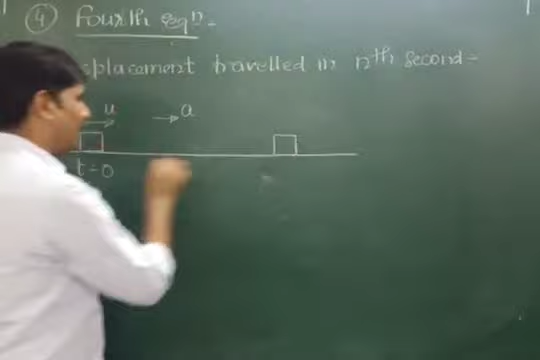 ④ Fourth eqⁿ-
splacement travelled in nᵗʰ second-
u a
t=0